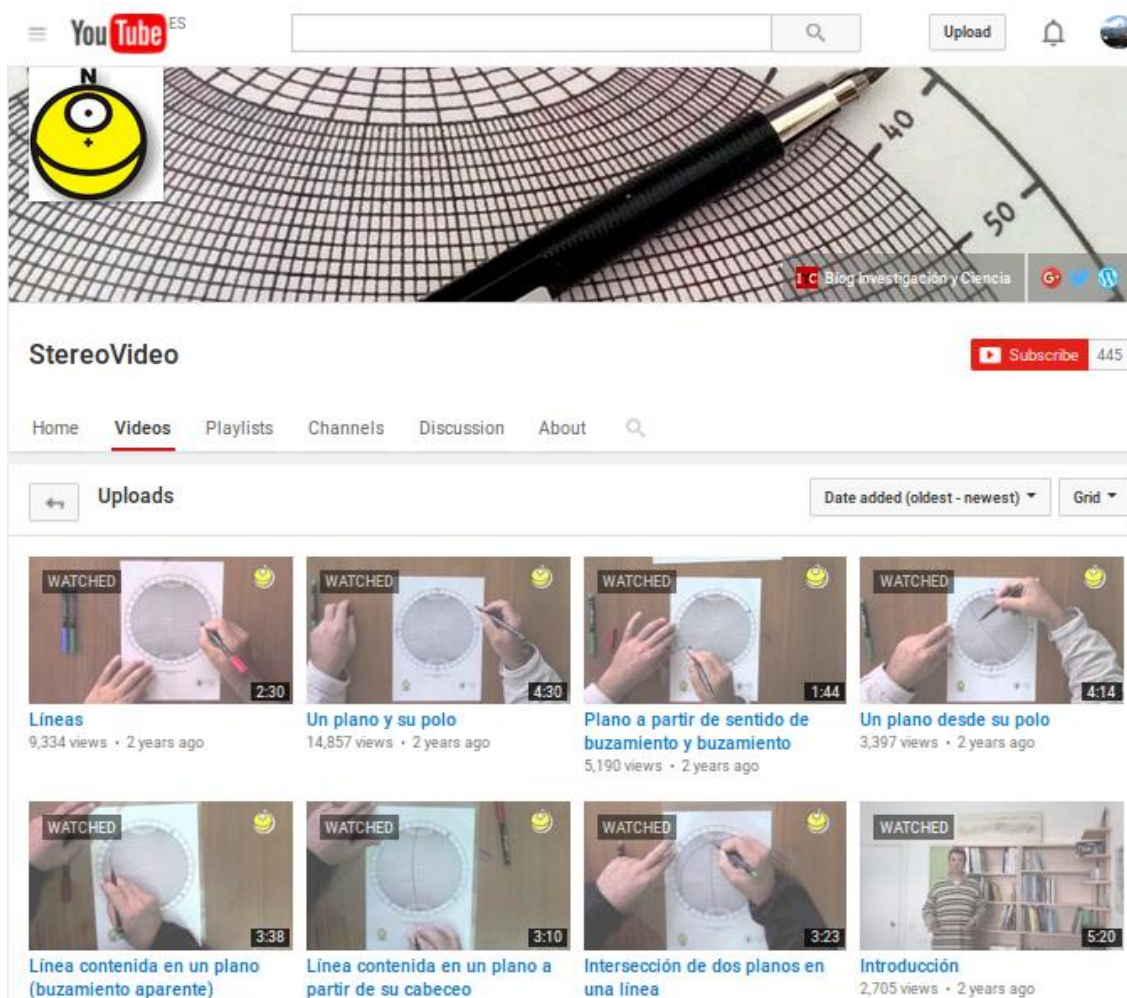 YouTube ES
Upload
N
40
50
I C Blog Investigación y Ciencia
G+
StereoVideo
Subscribe 445
Home Videos Playlists Channels Discussion About
Uploads
Date added (oldest - newest) Grid
WATCHED
2:30
Líneas
9,334 views • 2 years ago
WATCHED
4:30
Un plano y su polo
14,857 views • 2 years ago
WATCHED
1:44
Plano a partir de sentido de
buzamiento y buzamiento
5,190 views • 2 years ago
WATCHED
4:14
Un plano desde su polo
3,397 views • 2 years ago
WATCHED
3:38
Línea contenida en un plano
(buzamiento aparente)
WATCHED
3:10
Línea contenida en un plano a
partir de su cabeceo
WATCHED
3:23
Intersección de dos planos en
una línea
WATCHED
5:20
Introducción
2,705 views • 2 years ago